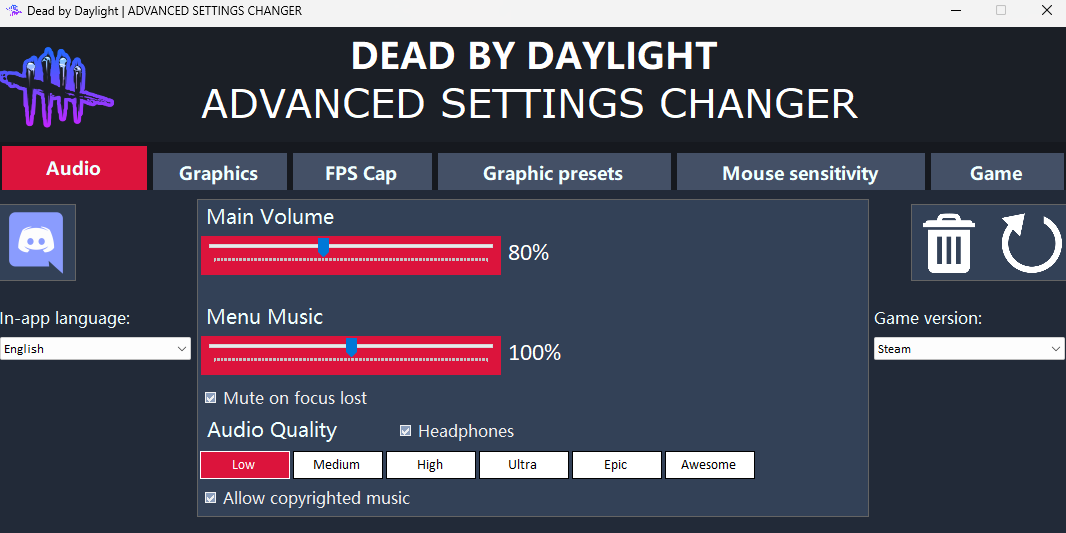 Dead by Daylight | ADVANCED SETTINGS CHANGER
DEAD BY DAYLIGHT
ADVANCED SETTINGS CHANGER
Audio
Graphics
FPS Cap
Graphic presets
Mouse sensitivity
Game
Main Volume
80%
In-app language:
English
Menu Music
100%
Mute on focus lost
Audio Quality
Headphones
Low
Medium
High
Ultra
Epic
Awesome
Allow copyrighted music
Game version:
Steam